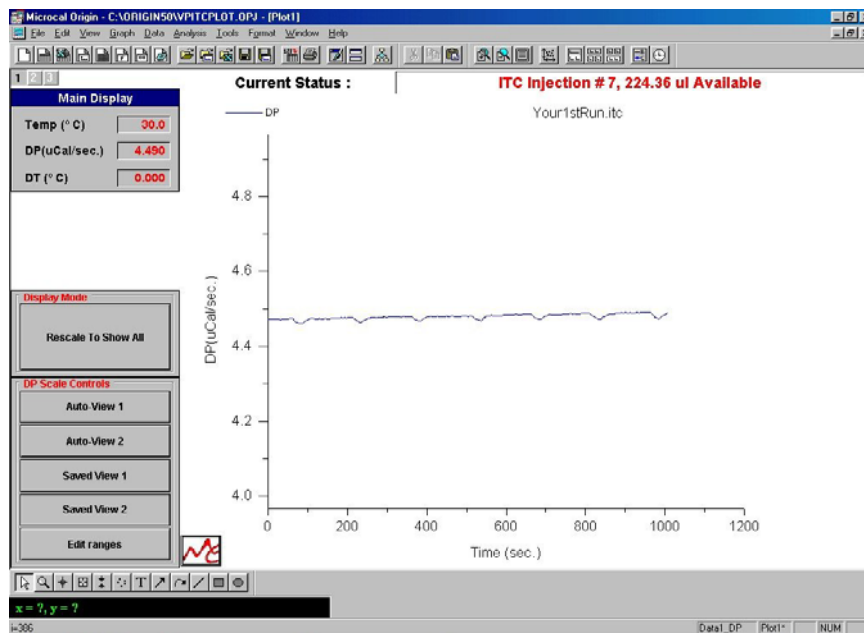 Microcal Origin - C:\ORIGIN50\VPITCPLOT.OPJ - [Plot1]
File Edit View Graph Data Analysis Tools Format Window Help
1 2 3
Current Status :
ITC Injection # 7, 224.36 ul Available
Main Display
Temp (° C) 30.0
DP(uCal/sec.) 4.490
DT (° C) 0.000
DP
Your1stRun.itc
4.8
4.6
4.4
4.2
4.0
DP(uCal/sec.)
0 200 400 600 800 1000 1200
Time (sec.)
Display Mode
Rescale To Show All
DP Scale Controls
Auto-View 1
Auto-View 2
Saved View 1
Saved View 2
Edit ranges
T
x = ?, y = ?
i=386
Data1_DP Plot1* NUM